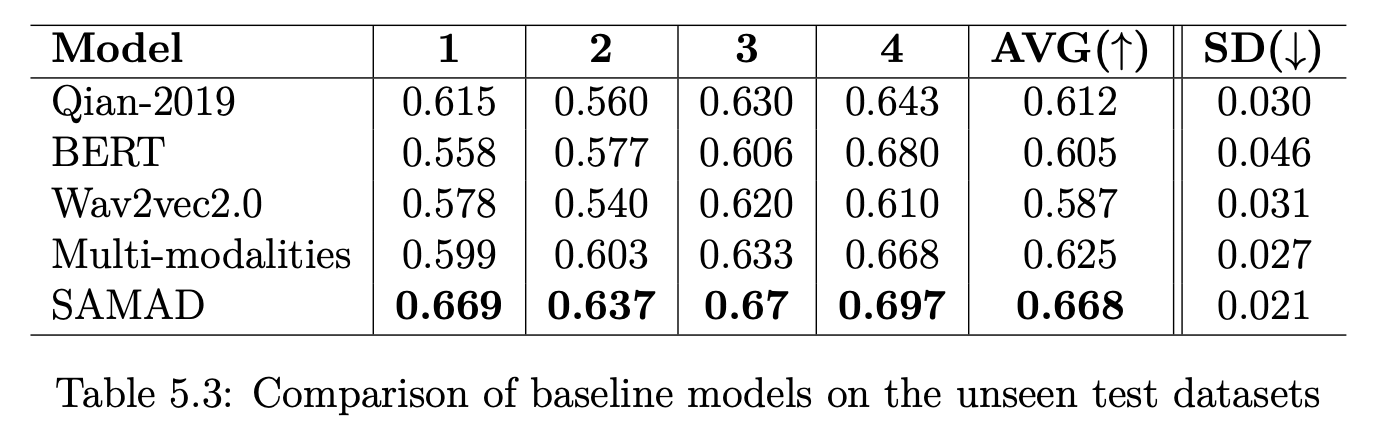 Model 1 2 3 4 AVG(↑) SD(↓)
Qian-2019 0.615 0.560 0.630 0.643 0.612 0.030
BERT 0.558 0.577 0.606 0.680 0.605 0.046
Wav2vec2.0 0.578 0.540 0.620 0.610 0.587 0.031
Multi-modalities 0.599 0.603 0.633 0.668 0.625 0.027
SAMAD 0.669 0.637 0.67 0.697 0.668 0.021
Table 5.3: Comparison of baseline models on the unseen test datasets